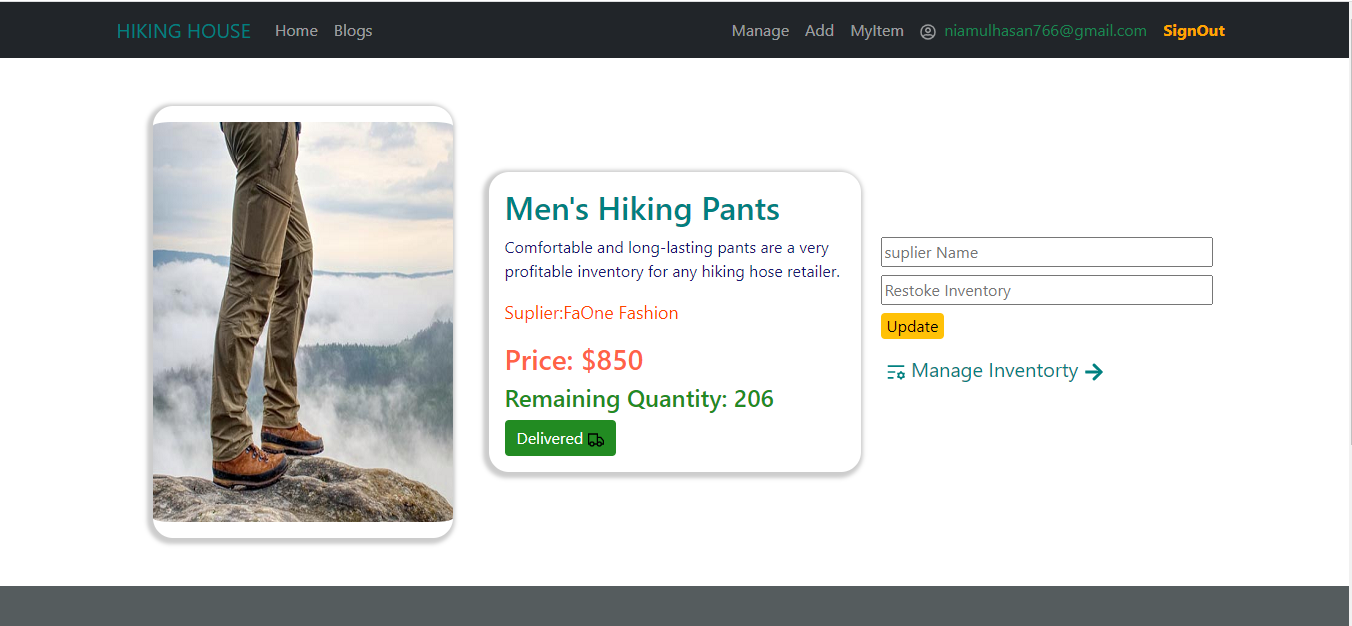 HIKING HOUSE Home Blogs Manage Add MyItem niamulhasan766@gmail.com SignOut
Men's Hiking Pants
Comfortable and long-lasting pants are a very
profitable inventory for any hiking hose retailer.
Suplier:FaOne Fashion
Price: $850
Remaining Quantity: 206
Delivered
suplier Name
Restoke Inventory
Update
Manage Inventorty